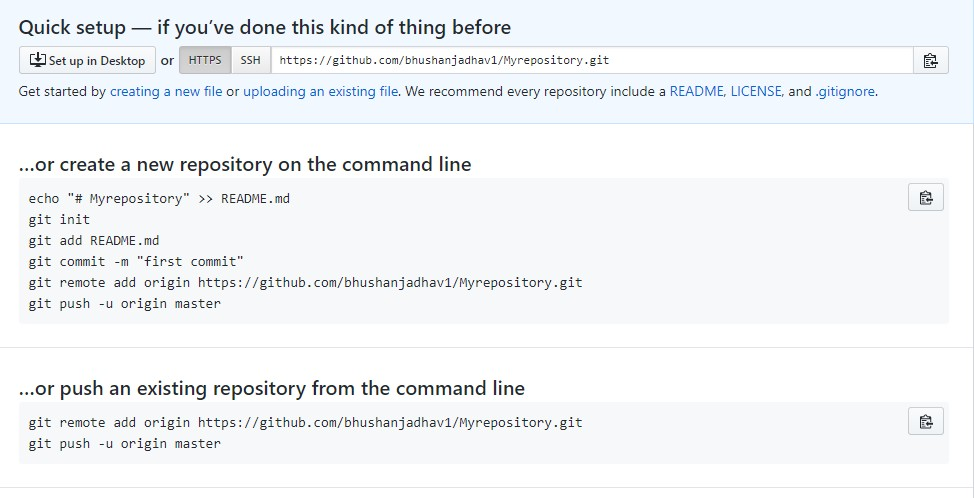 Quick setup — if you’ve done this kind of thing before
Set up in Desktop or HTTPS SSH https://github.com/bhushanjadhav1/Myrepository.git
Get started by creating a new file or uploading an existing file. We recommend every repository include a README, LICENSE, and .gitignore.
…or create a new repository on the command line
echo "# Myrepository" >> README.md
git init
git add README.md
git commit -m "first commit"
git remote add origin https://github.com/bhushanjadhav1/Myrepository.git
git push -u origin master
…or push an existing repository from the command line
git remote add origin https://github.com/bhushanjadhav1/Myrepository.git
git push -u origin master